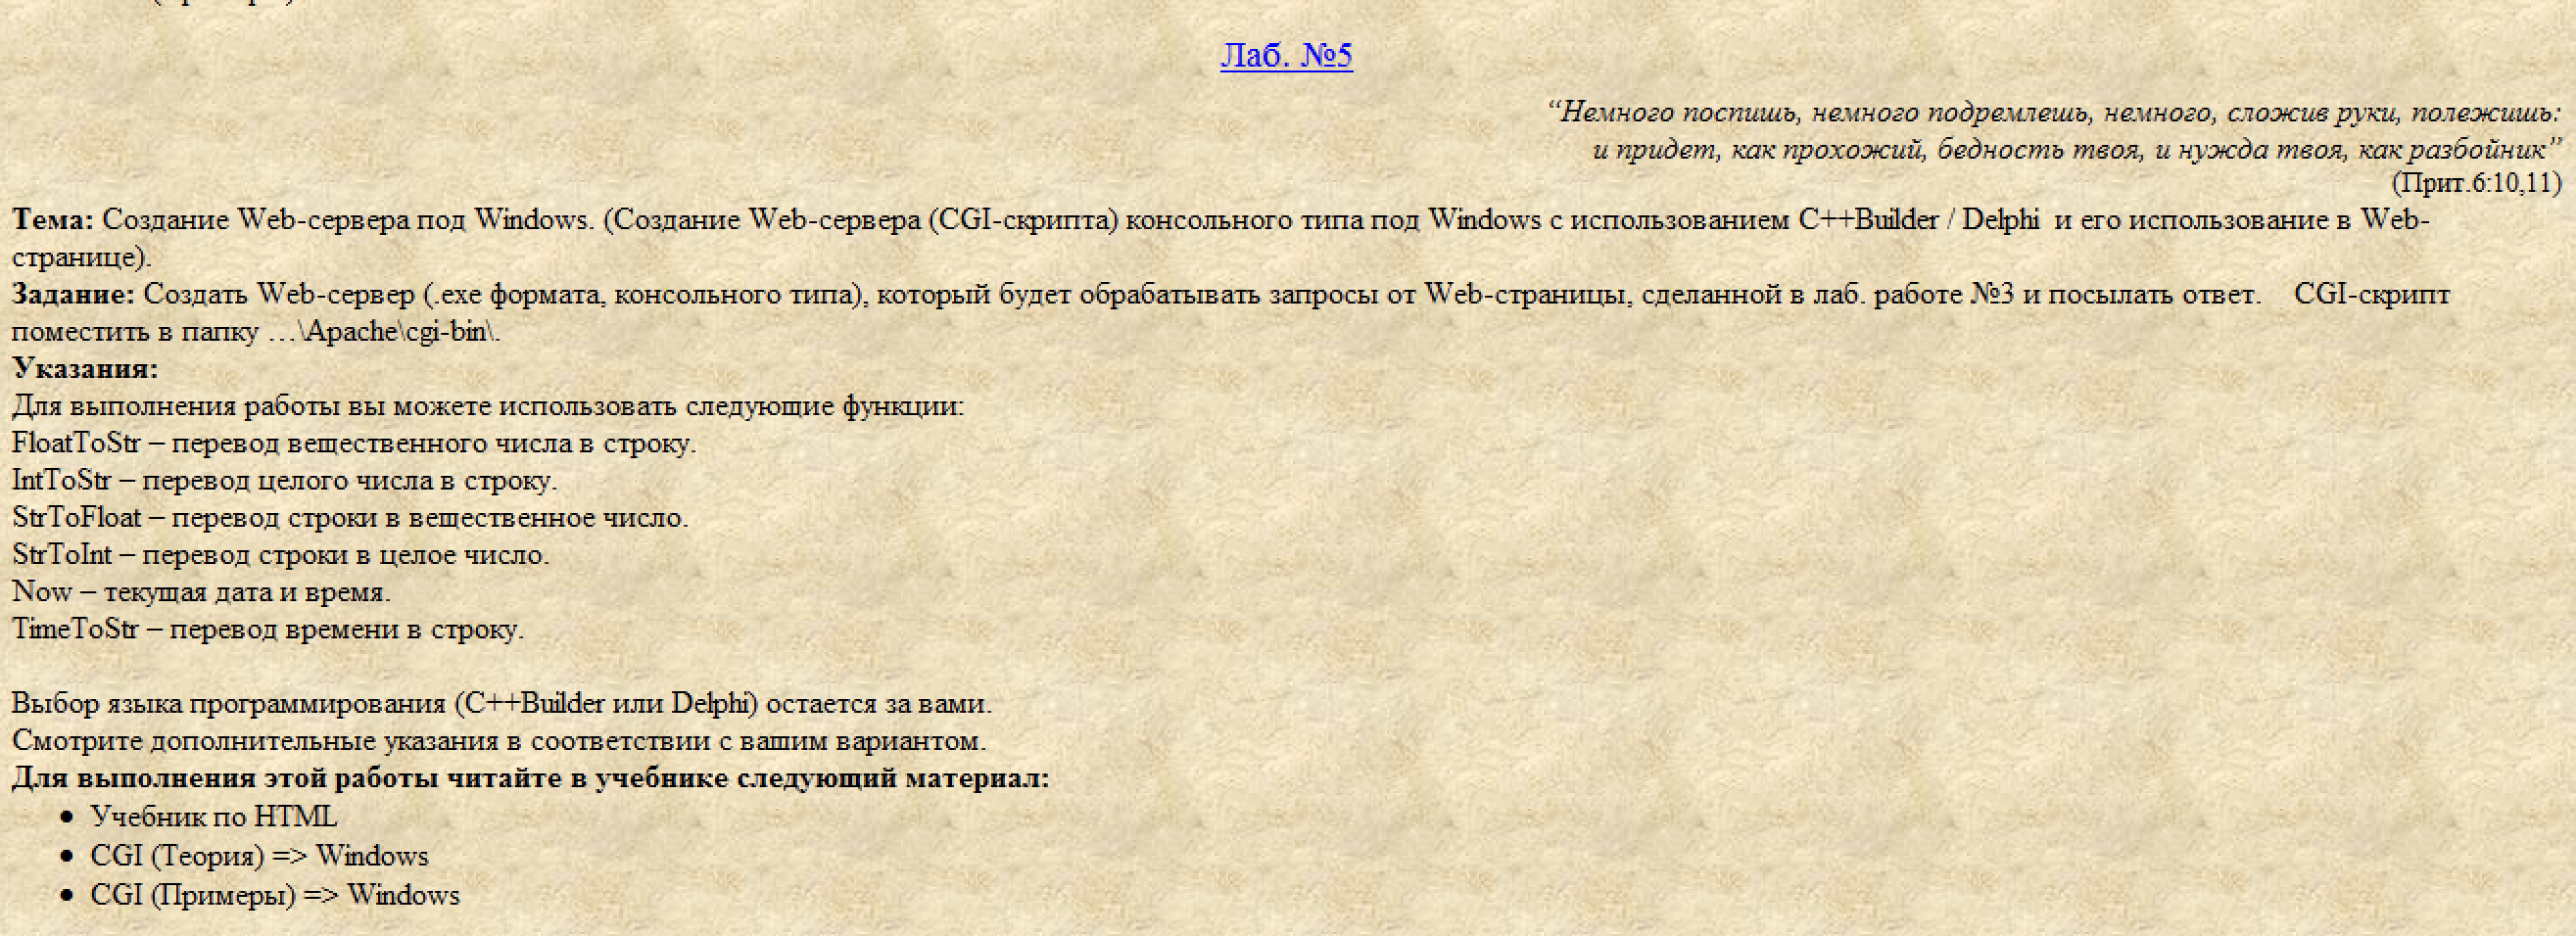 Лаб. №5
“Немного поспишь, немного подремлешь, немного, сложив руки, полежишь:
и придет, как прохожий, бедность твоя, и нужда твоя, как разбойник”
(Прит.6:10,11)
Тема: Создание Web-сервера под Windows. (Создание Web-сервера (CGI-скрипта) консольного типа под Windows с использованием C++Builder / Delphi и его использование в Web-
странице).
Задание: Создать Web-сервер (.exe формата, консольного типа), который будет обрабатывать запросы от Web-страницы, сделанной в лаб. работе №3 и посылать ответ. CGI-скрипт
поместить в папку …\Apache\cgi-bin\.
Указания:
Для выполнения работы вы можете использовать следующие функции:
FloatToStr – перевод вещественного числа в строку.
IntToStr – перевод целого числа в строку.
StrToFloat – перевод строки в вещественное число.
StrToInt – перевод строки в целое число.
Now – текущая дата и время.
TimeToStr – перевод времени в строку.
Выбор языка программирования (C++Builder или Delphi) остается за вами.
Смотрите дополнительные указания в соответствии с вашим вариантом.
Для выполнения этой работы читайте в учебнике следующий материал:
• Учебник по HTML
• CGI (Теория) => Windows
• CGI (Примеры) => Windows